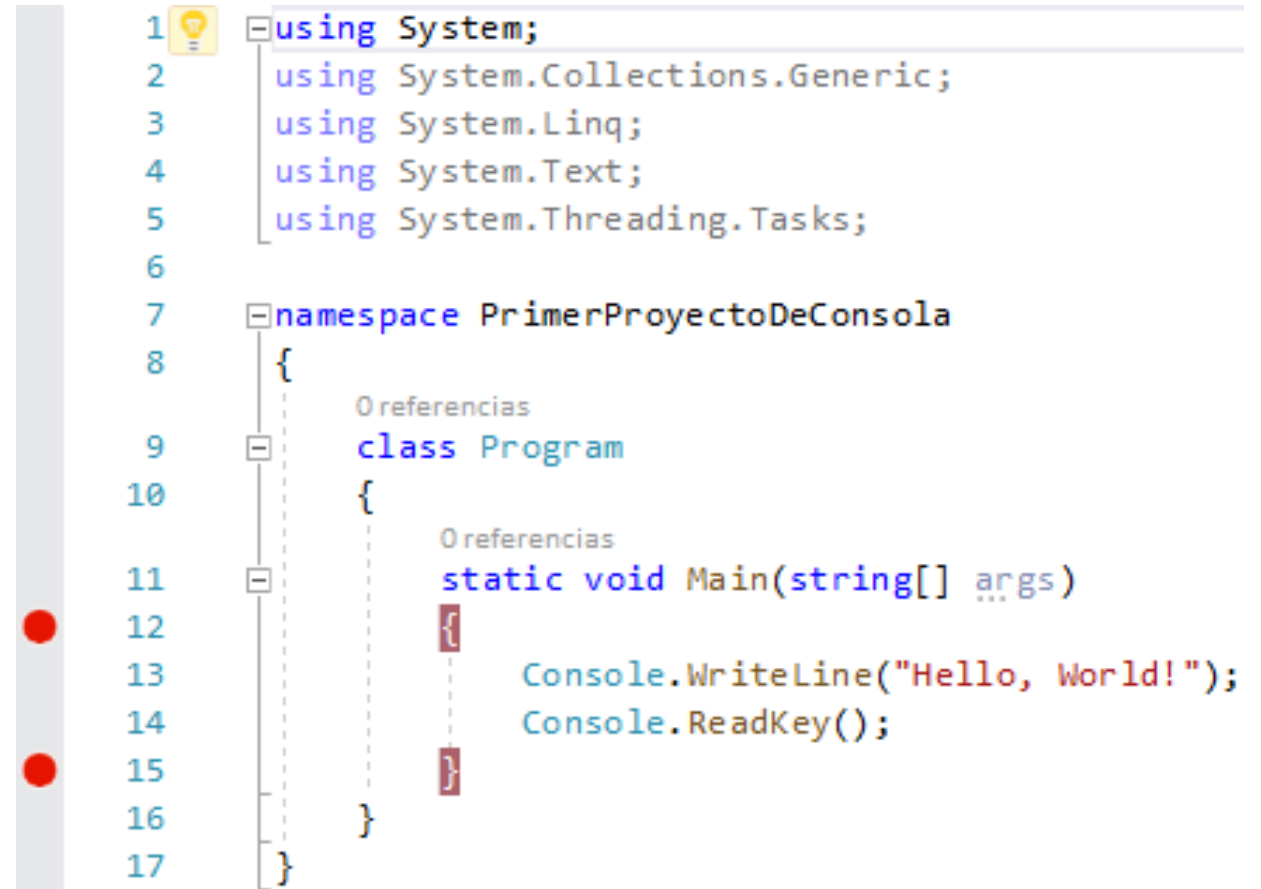 1 using System;
2 using System.Collections.Generic;
3 using System.Linq;
4 using System.Text;
5 using System.Threading.Tasks;
6
7 namespace PrimerProyectoDeConsola
8 {
0 referencias
9 class Program
10 {
0 referencias
11 static void Main(string[] args)
12 {
13 Console.WriteLine("Hello, World!");
14 Console.ReadKey();
15 }
16 }
17 }